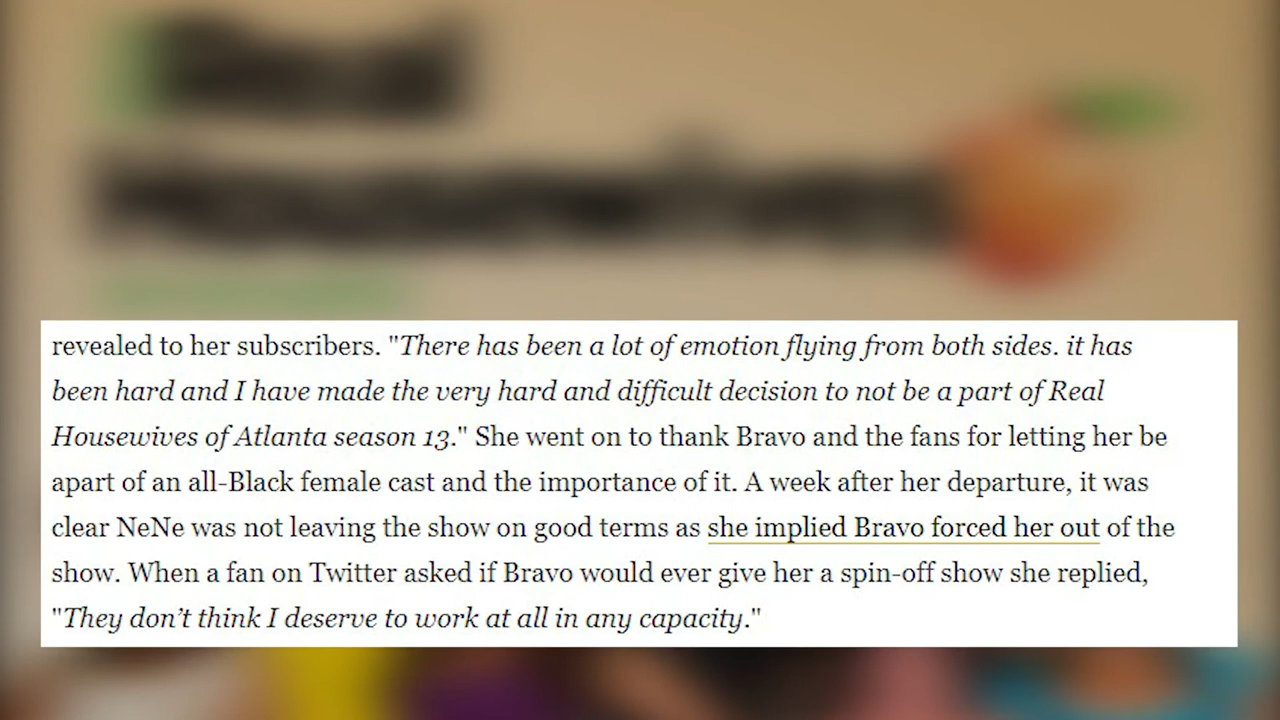 revealed to her subscribers. "There has been a lot of emotion flying from both sides. it has
been hard and I have made the very hard and difficult decision to not be a part of Real
Housewives of Atlanta season 13." She went on to thank Bravo and the fans for letting her be
apart of an all-Black female cast and the importance of it. A week after her departure, it was
clear NeNe was not leaving the show on good terms as she implied Bravo forced her out of the
show. When a fan on Twitter asked if Bravo would ever give her a spin-off show she replied,
"They don’t think I deserve to work at all in any capacity."